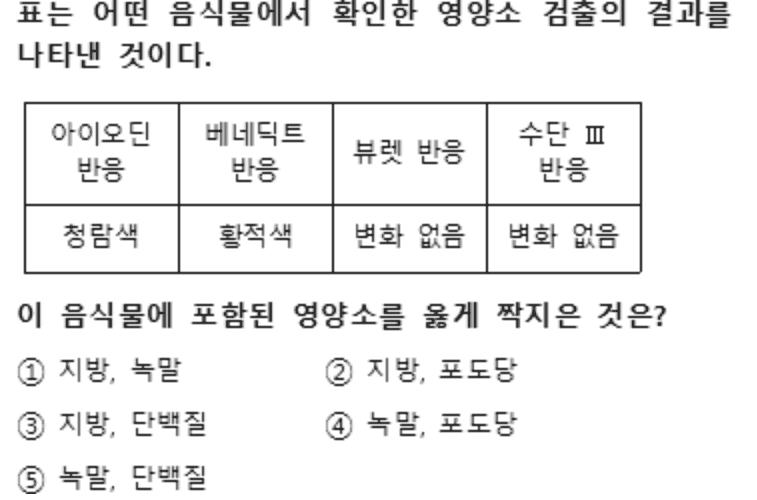 표는 어떤 음식물에서 확인한 영양소 검출의 결과를
나타낸 것이다.
아이오딘 반응 베네딕트 반응 뷰렛 반응 수단 Ⅲ 반응
청람색 황적색 변화 없음 변화 없음
이 음식물에 포함된 영양소를 옳게 짝지은 것은?
① 지방, 녹말 ② 지방, 포도당
③ 지방, 단백질 ④ 녹말, 포도당
⑤ 녹말, 단백질